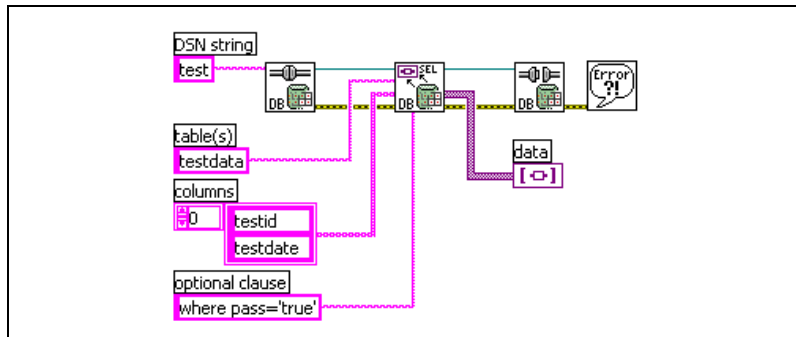 DSN string
test
DB
SEL
DB
DB
Error
?!
table(s)
testdata
data
columns
0
testid
testdate
optional clause
where pass='true'